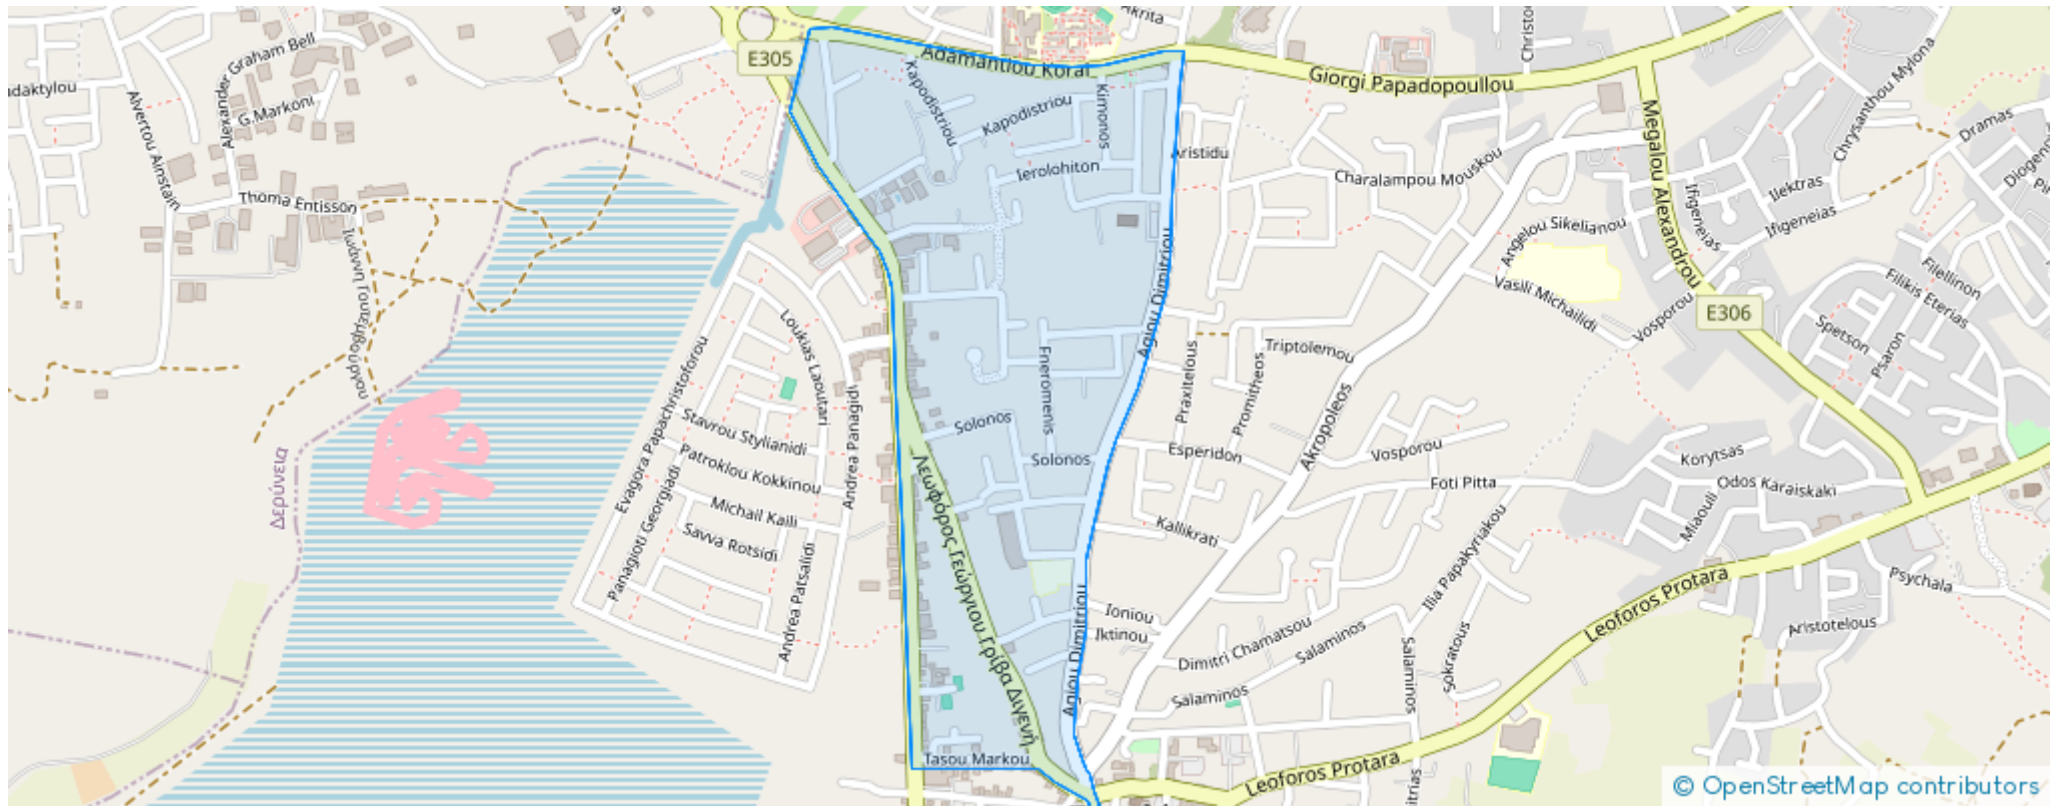 Akrita
E305
Adamantiou Korai
Giorgi Papadopoullou
Alexander Graham Bell
G.Markoni
Alvertou Ainstain
Thoma Entisson
Kapodistriou
Kapodistriou
Kimonos
Ierolohiton
Aristidu
Charalampou Mouskou
Megalou Alexandrou
Chrysanthou Mylona
Dramas
Ilektras
Ifigeneias
Ifigeneias
Angelou Sikelianou
Vasili Michailidi
Vosporou
E306
Filikis Eterias
Filellinon
Spetson
Psaron
Agiou Dimitriou
Loukias Laoutari
Evagora Papachristoforou
Andrea Panagidi
Stavrou Stylianidi
Patroklou Kokkinou
Michail Kaili
Savva Rotsidi
Panagioti Georgiadi
Andrea Patsalidi
Δερύνεια
Fneromenis
Solonos
Solonos
Λεωφόρος Γεωργίου Γρίβα Διγενή
Praxitelous
Promitheos
Triptolemou
Esperidon
Kallikrati
Akropoleos
Vosporou
Foti Pitta
Korytsas
Odos Karaiskaki
Miaouli
Ilia Papakyriakou
Ioniou
Iktinou
Agiou Dimitriou
Dimitri Chamatsou
Salaminos
Salaminos
Salaminos
Sokratous
Leoforos Protara
Psychala
Aristotelous
Tasou Markou
Leoforos Protara
© OpenStreetMap contributors